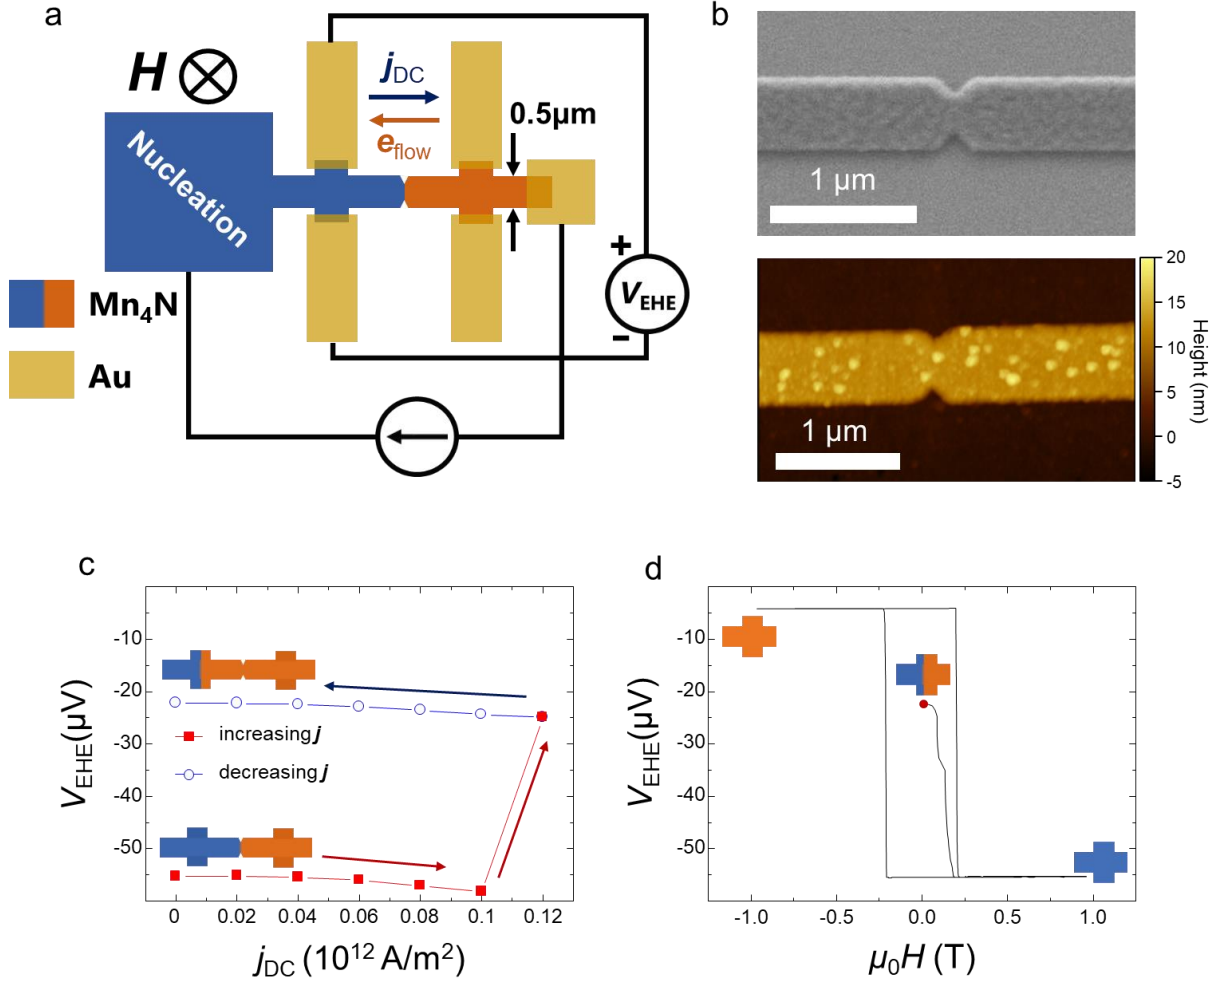 a
H
jDC
eflow
0.5μm
Nucleation
+
VEHE
-
Mn4N
Au
b
1 μm
20
15
10
5
0
-5
Height (nm)
1 μm
c
-10
-20
-30
-40
-50
VEHE(μV)
increasing j
decreasing j
0 0.02 0.04 0.06 0.08 0.1 0.12
jDC (10¹² A/m²)
d
-10
-20
-30
-40
-50
VEHE(μV)
-1.0 -0.5 0.0 0.5 1.0
μ0H (T)